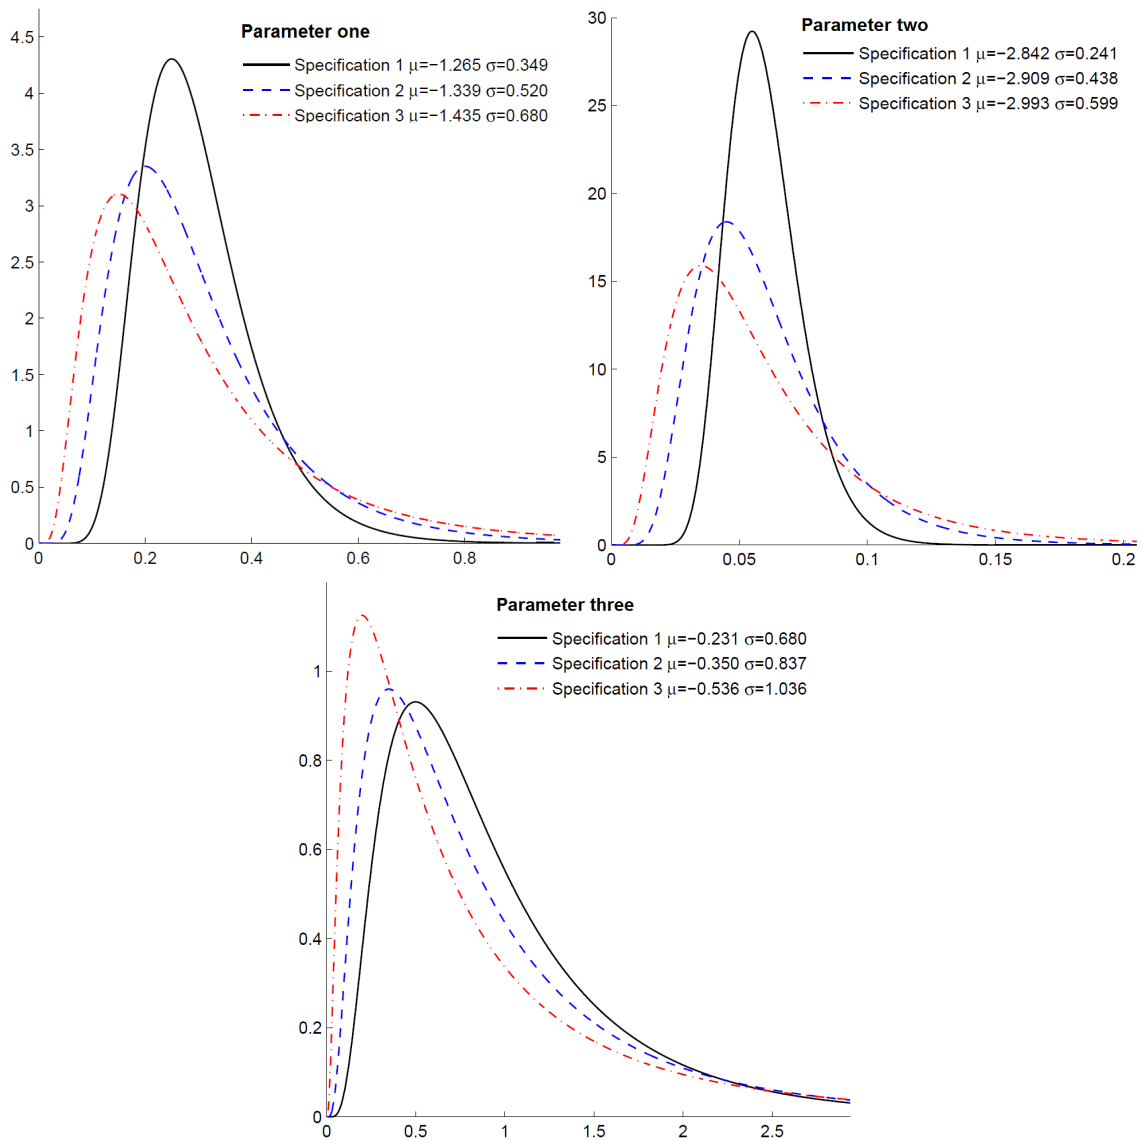 Parameter one
Specification 1 μ=−1.265 σ=0.349
Specification 2 μ=−1.339 σ=0.520
Specification 3 μ=−1.435 σ=0.680
4.5
4
3.5
3
2.5
2
1.5
1
0.5
0
0 0.2 0.4 0.6 0.8
Parameter two
Specification 1 μ=−2.842 σ=0.241
Specification 2 μ=−2.909 σ=0.438
Specification 3 μ=−2.993 σ=0.599
30
25
20
15
10
5
0
0 0.05 0.1 0.15 0.2
Parameter three
Specification 1 μ=−0.231 σ=0.680
Specification 2 μ=−0.350 σ=0.837
Specification 3 μ=−0.536 σ=1.036
1
0.8
0.6
0.4
0.2
0
0 0.5 1 1.5 2 2.5